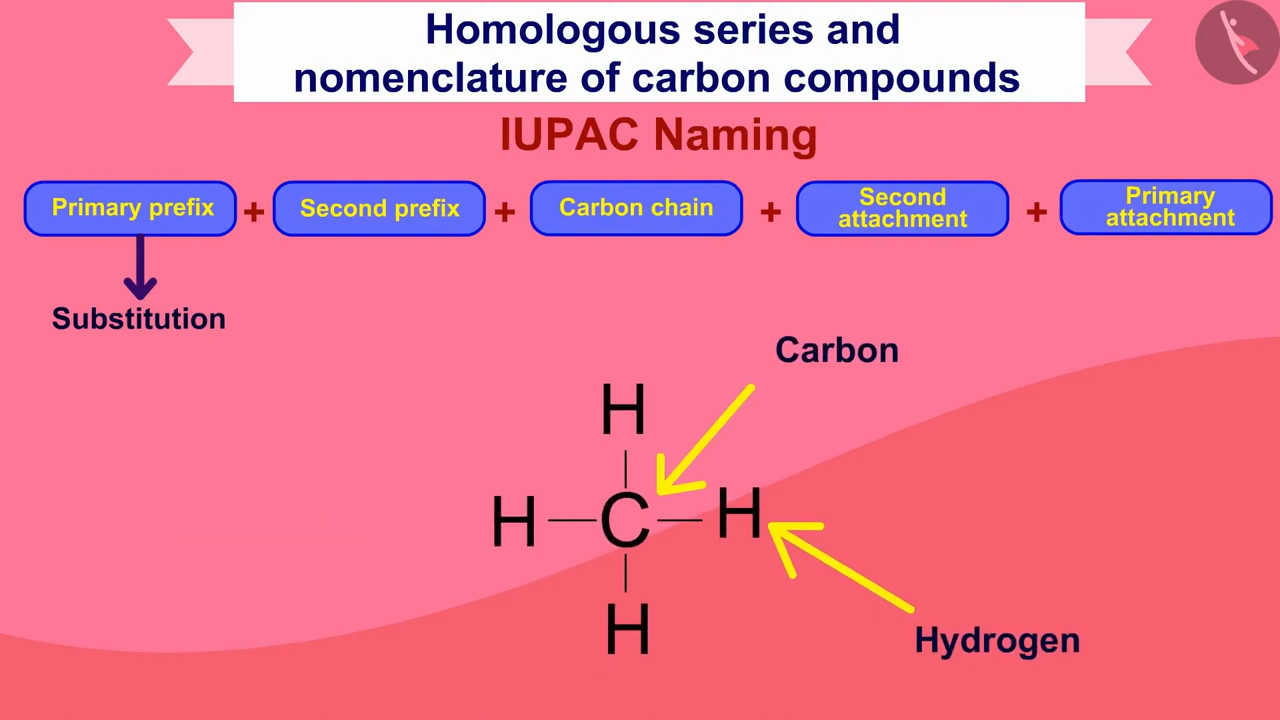 Homologous series and
nomenclature of carbon compounds
IUPAC Naming
Primary prefix + Second prefix + Carbon chain + Second attachment + Primary attachment
Substitution
Carbon
H
H C H
H
Hydrogen